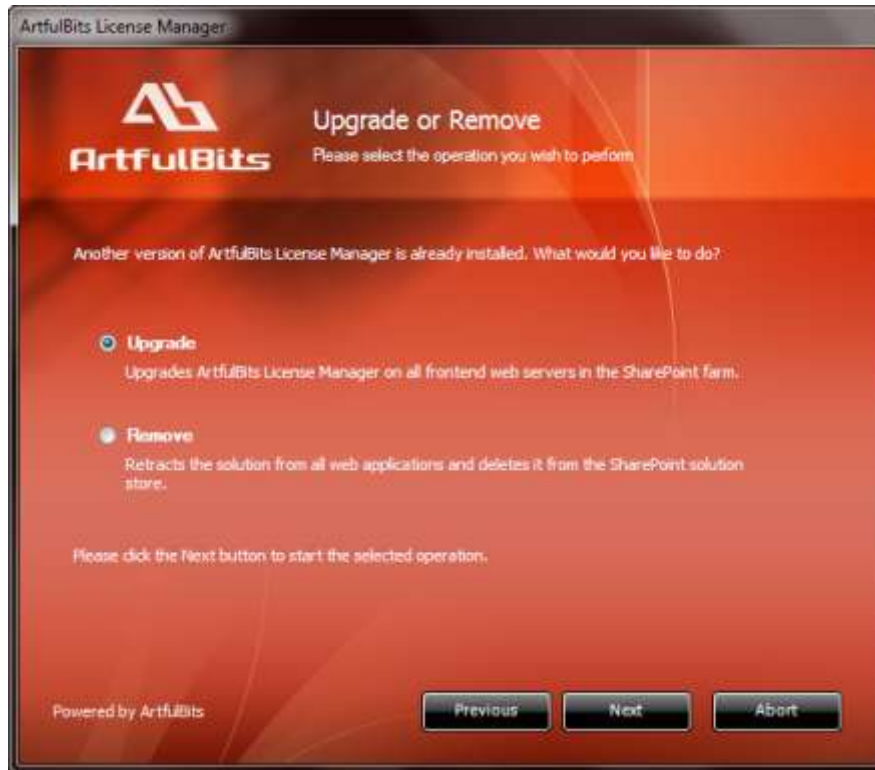 ArtfulBits License Manager
ArtfulBits
Upgrade or Remove
Please select the operation you wish to perfom
Another version of ArtfulBits License Manager is already installed. What would you like to do?
Upgrade
Upgrades ArtfulBits License Manager on all frontend web servers in the SharePoint farm.
Remove
Retracts the solution from all web applications and deletes it from the SharePoint solution
store.
Please click the Next button to start the selected operation.
Powered by ArtfulBits
Previous
Next
Abort